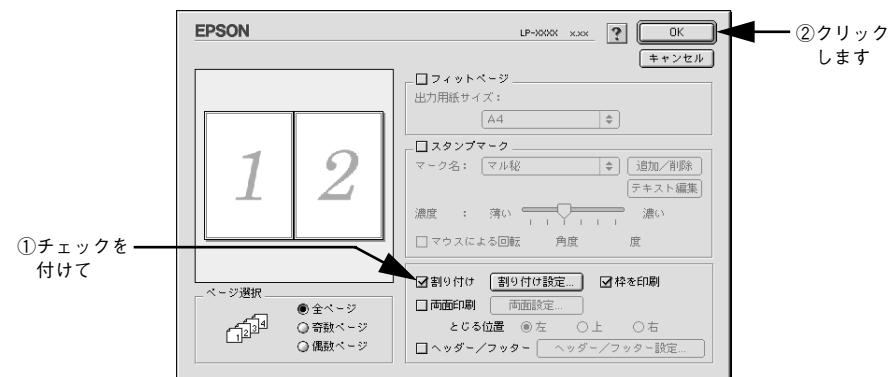 EPSON
LP-XXXX x.xx
?
OK
キャンセル
②クリック
します
フィットページ
出力用紙サイズ：
A4
スタンプマーク
マーク名： マル秘 追加／削除
テキスト編集
濃度 ： 薄い 濃い
マウスによる回転 角度 度
1 2
①チェックを
付けて
割り付け 割り付け設定... 枠を印刷
両面印刷 両面設定...
とじる位置 左 上 右
ヘッダー／フッター ヘッダー／フッター設定...
ページ選択
1 2 3 4
全ページ
奇数ページ
偶数ページ